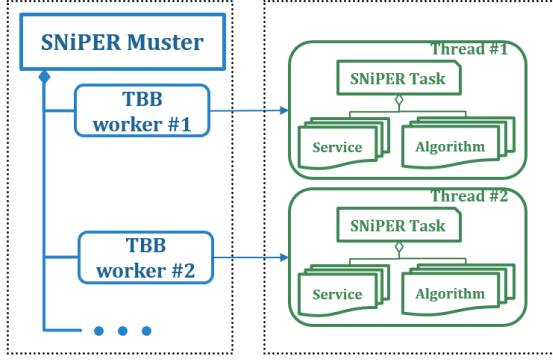 SNiPER Muster
TBB
worker #1
TBB
worker #2
Thread #1
SNiPER Task
Service
Algorithm
Thread #2
SNiPER Task
Service
Algorithm